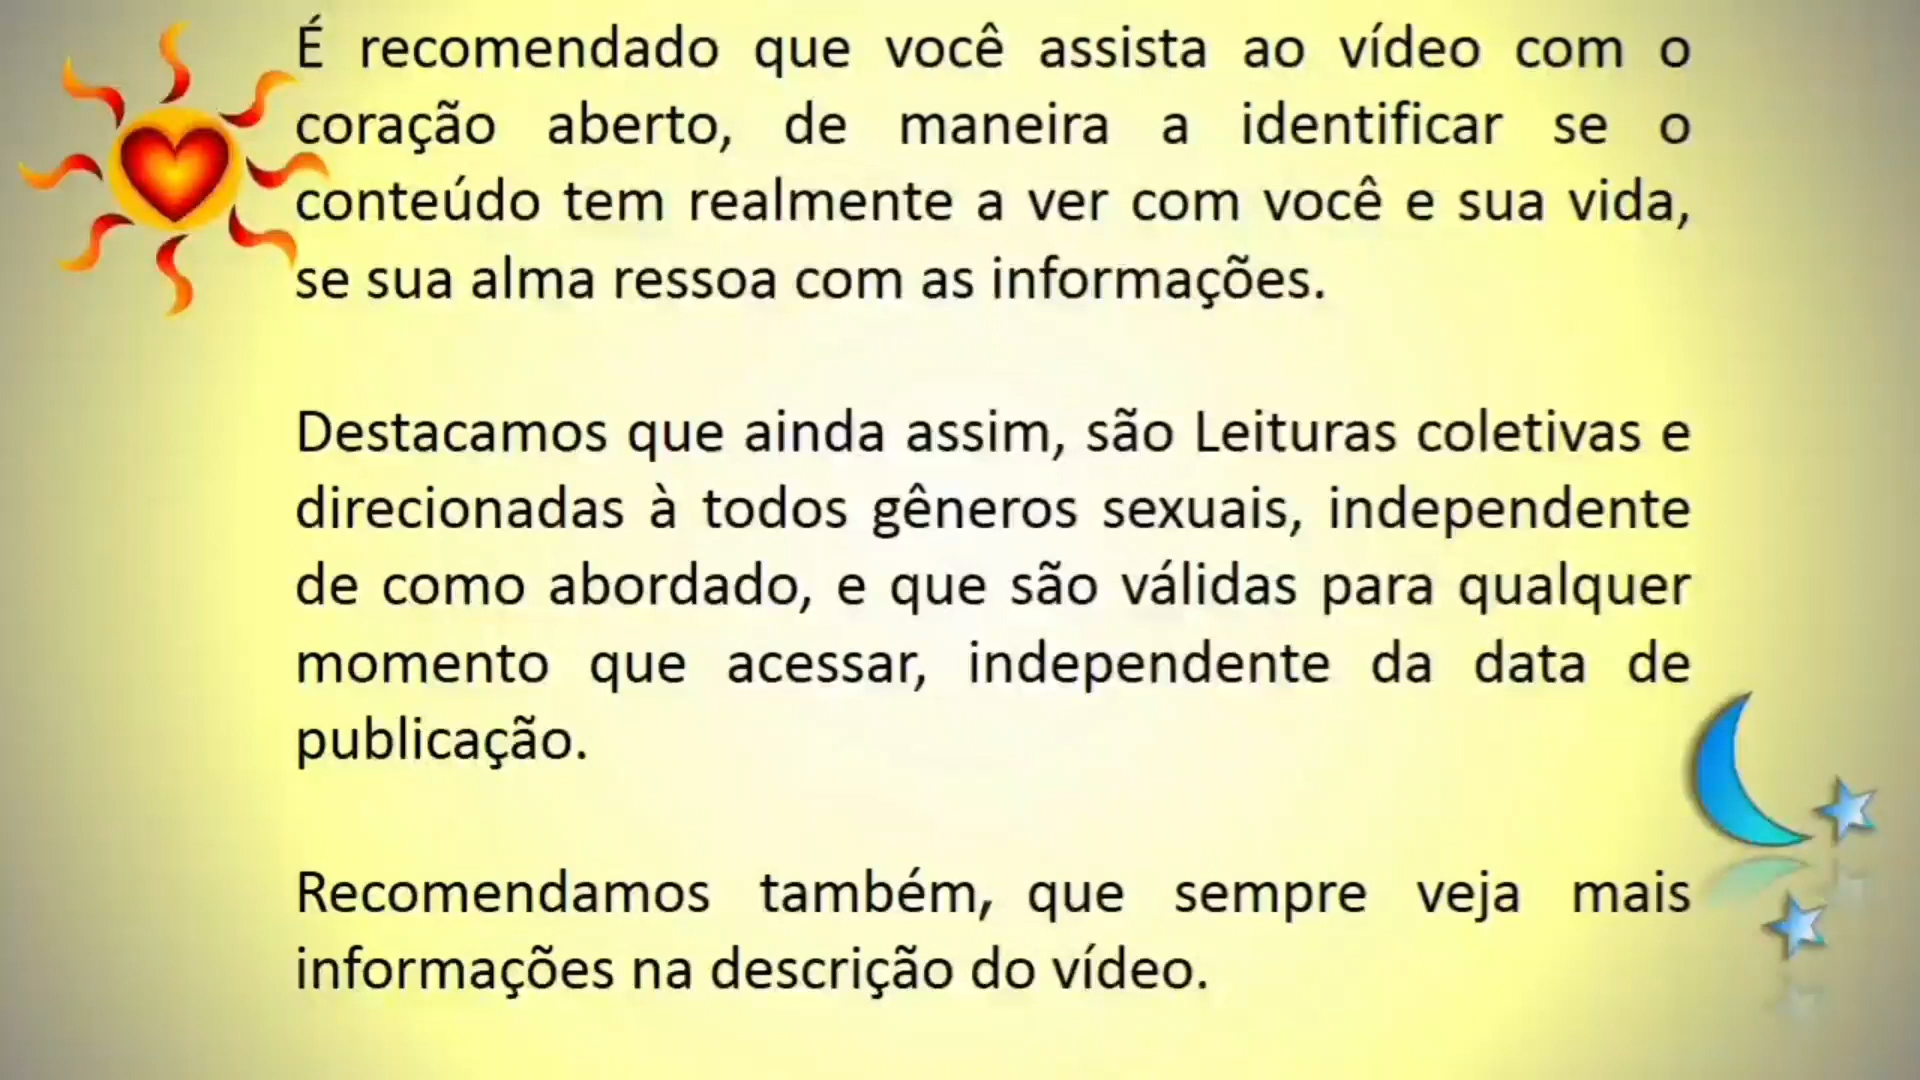 É recomendado que você assista ao vídeo com o
coração aberto, de maneira a identificar se o
conteúdo tem realmente a ver com você e sua vida,
se sua alma ressoa com as informações.
Destacamos que ainda assim, são Leituras coletivas e
direcionadas à todos gêneros sexuais, independente
de como abordado, e que são válidas para qualquer
momento que acessar, independente da data de
publicação.
Recomendamos também, que sempre veja mais
informações na descrição do vídeo.